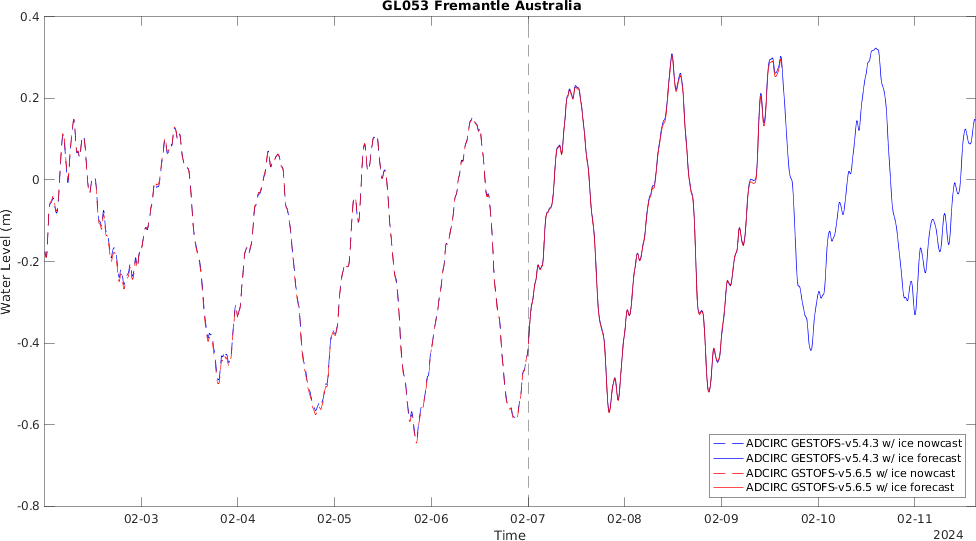 GL053 Fremantle Australia
0.4
0.2
0
-0.2
-0.4
-0.6
-0.8
Water Level (m)
02-03
02-04
02-05
02-06
02-07
02-08
02-09
02-10
02-11
Time
2024
ADCIRC GESTOFS-v5.4.3 w/ ice nowcast
ADCIRC GESTOFS-v5.4.3 w/ ice forecast
ADCIRC GSTOFS-v5.6.5 w/ ice nowcast
ADCIRC GSTOFS-v5.6.5 w/ ice forecast